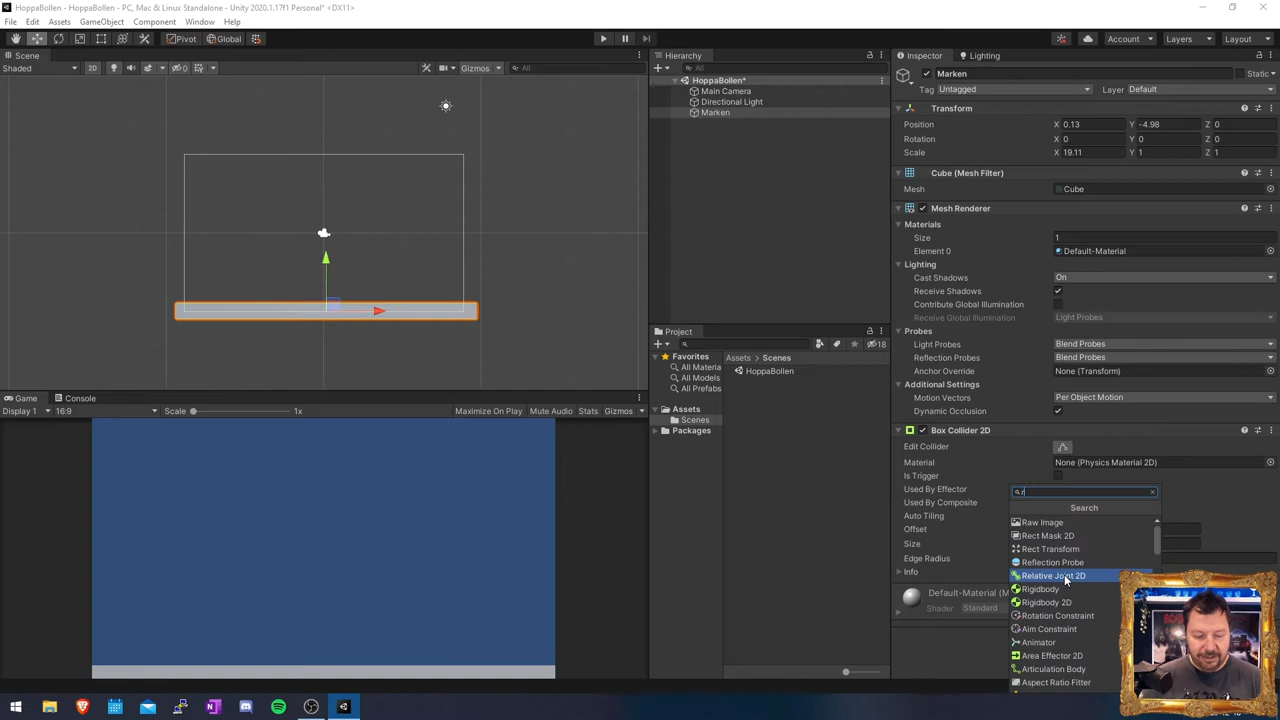 HoppaBollen - HoppaBollen - PC, Mac & Linux Standalone - Unity 2020.1.17f1 Personal* <DX11>
File Edit Assets GameObject Component Window Help
Pivot Global Account Layers Layout
Scene
Shaded 2D 0 Gizmos All
Game Console
Display 1 16:9 Scale 1x Maximize On Play Mute Audio Stats Gizmos
Hierarchy
All
HoppaBollen*
Main Camera
Directional Light
Marken
Project
18
Favorites
All Materia
All Models
All Prefabs
Assets
Scenes
Packages
Assets > Scenes
HoppaBollen
Inspector Lighting
Marken Static
Tag Untagged Layer Default
Transform
Position X 0.13 Y -4.98 Z 0
Rotation X 0 Y 0 Z 0
Scale X 19.11 Y 1 Z 1
Cube (Mesh Filter)
Mesh Cube
Mesh Renderer
Materials
Size 1
Element 0 Default-Material
Lighting
Cast Shadows On
Receive Shadows
Contribute Global Illumination
Receive Global Illumination Light Probes
Probes
Light Probes Blend Probes
Reflection Probes Blend Probes
Anchor Override None (Transform)
Additional Settings
Motion Vectors Per Object Motion
Dynamic Occlusion
Box Collider 2D
Edit Collider
Material None (Physics Material 2D)
Is Trigger
Used By Effector
Used By Composite
Auto Tiling
Offset
Size
Edge Radius
Info
Default-Material (M
Shader Standard
r
Search
Raw Image
Rect Mask 2D
Rect Transform
Reflection Probe
Relative Joint 2D
Rigidbody
Rigidbody 2D
Rotation Constraint
Aim Constraint
Animator
Area Effector 2D
Articulation Body
Aspect Ratio Fitter